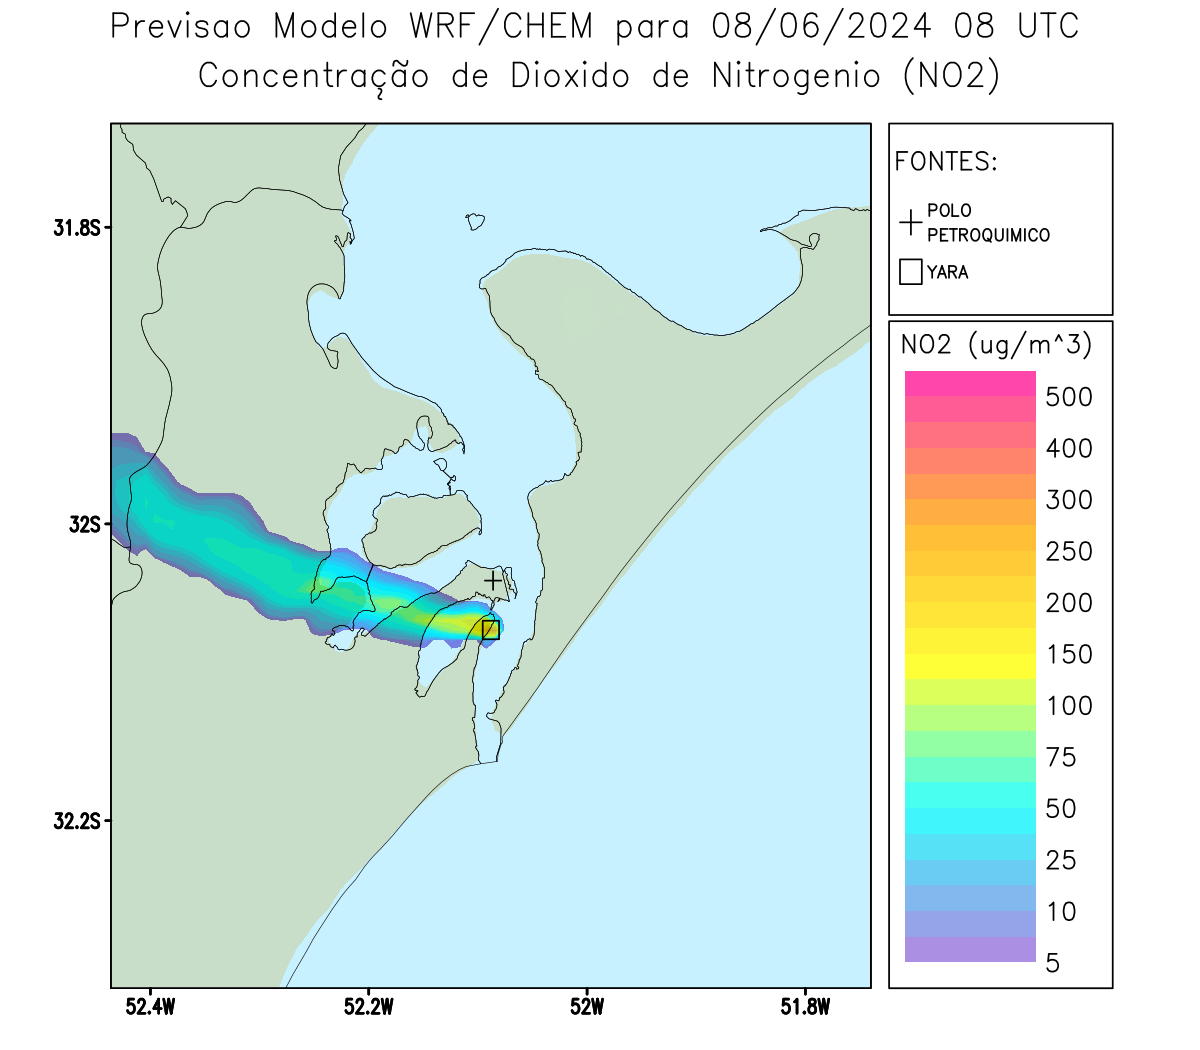 Previsao Modelo WRF/CHEM para 08/06/2024 08 UTC
Concentração de Dioxido de Nitrogenio (NO2)
FONTES:
POLO
PETROQUIMICO
YARA
31.8S
32S
32.2S
52.4W
52.2W
52W
51.8W
NO2 (ug/m^3)
500
400
300
250
200
150
100
75
50
25
10
5